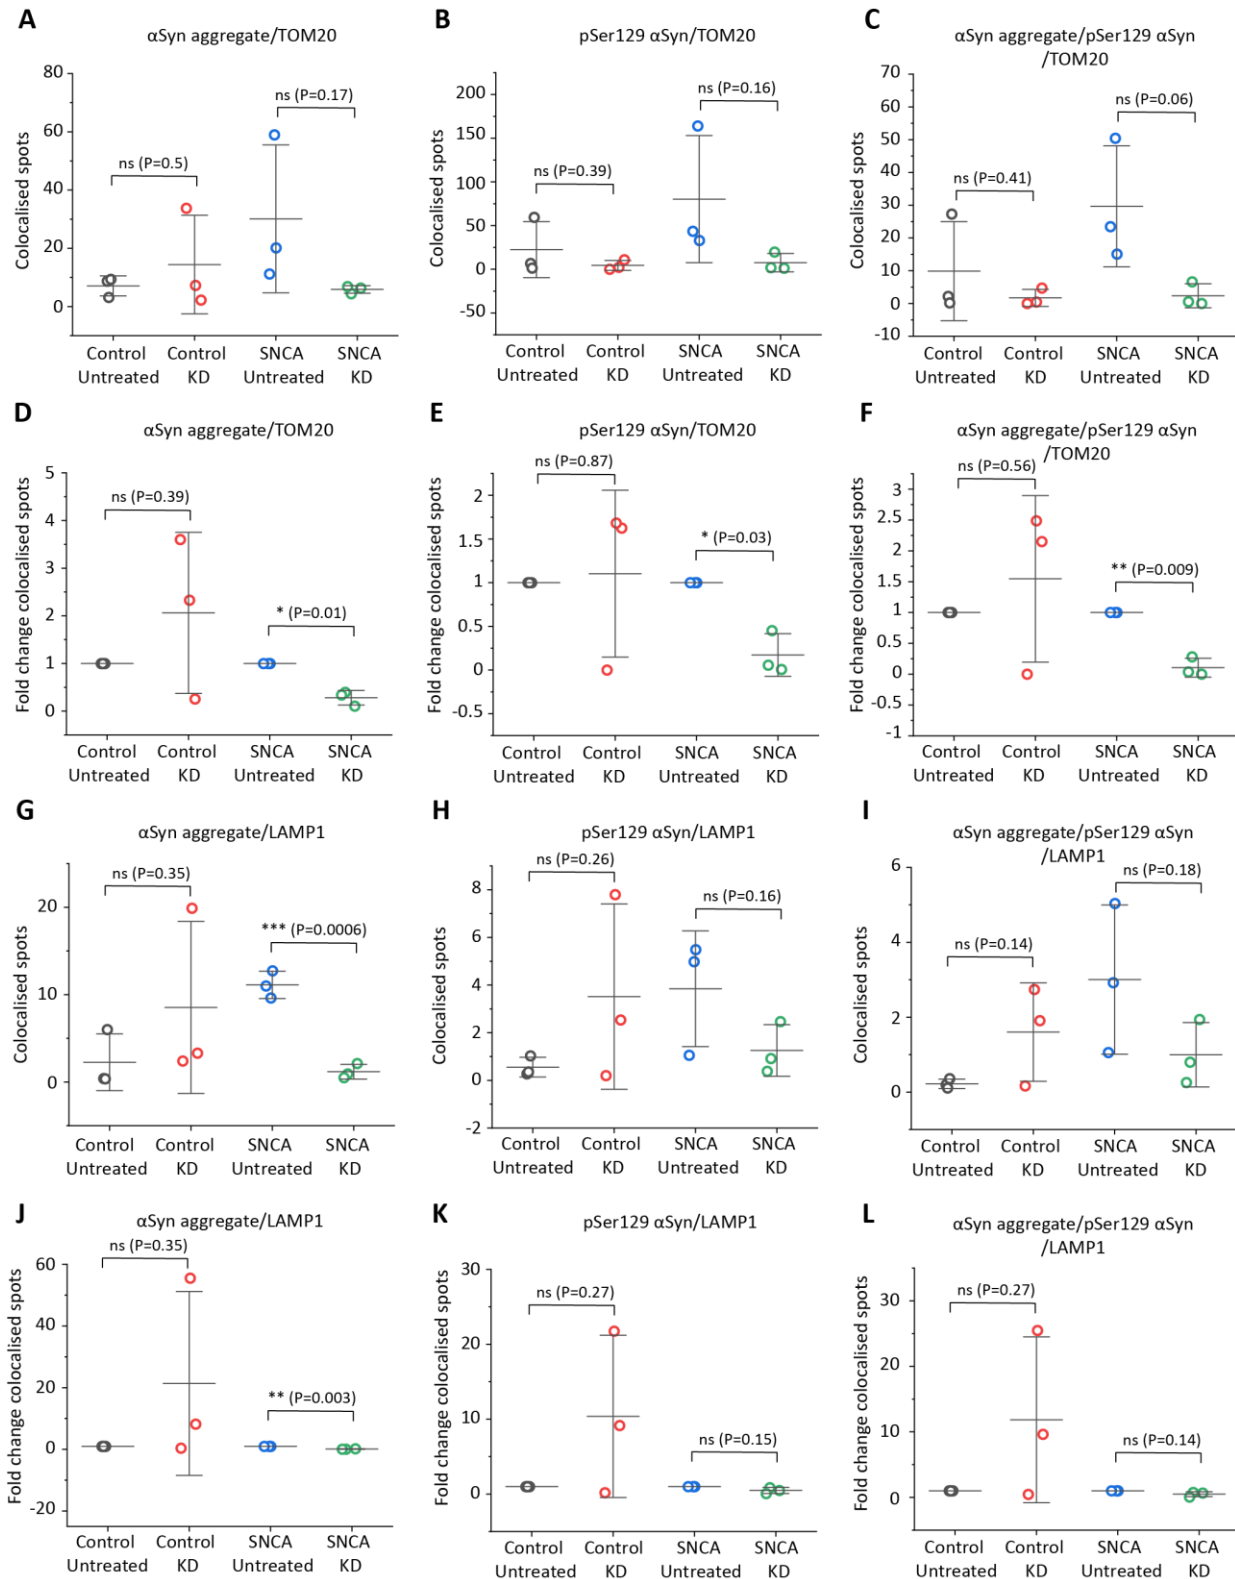 A
αSyn aggregate/TOM20
Colocalised spots
80
60
40
20
0
ns (P=0.5)
ns (P=0.17)
Control Untreated
Control KD
SNCA Untreated
SNCA KD
B
pSer129 αSyn/TOM20
Colocalised spots
200
150
100
50
0
-50
ns (P=0.39)
ns (P=0.16)
Control Untreated
Control KD
SNCA Untreated
SNCA KD
C
αSyn aggregate/pSer129 αSyn
/TOM20
Colocalised spots
70
60
50
40
30
20
10
0
-10
ns (P=0.41)
ns (P=0.06)
Control Untreated
Control KD
SNCA Untreated
SNCA KD
D
αSyn aggregate/TOM20
Fold change colocalised spots
5
4
3
2
1
0
ns (P=0.39)
* (P=0.01)
Control Untreated
Control KD
SNCA Untreated
SNCA KD
E
pSer129 αSyn/TOM20
Fold change colocalised spots
2
1.5
1
0.5
0
-0.5
ns (P=0.87)
* (P=0.03)
Control Untreated
Control KD
SNCA Untreated
SNCA KD
F
αSyn aggregate/pSer129 αSyn
/TOM20
Fold change colocalised spots
3
2.5
2
1.5
1
0.5
0
-0.5
-1
ns (P=0.56)
** (P=0.009)
Control Untreated
Control KD
SNCA Untreated
SNCA KD
G
αSyn aggregate/LAMP1
Colocalised spots
20
10
0
ns (P=0.35)
*** (P=0.0006)
Control Untreated
Control KD
SNCA Untreated
SNCA KD
H
pSer129 αSyn/LAMP1
Colocalised spots
8
6
4
2
0
-2
ns (P=0.26)
ns (P=0.16)
Control Untreated
Control KD
SNCA Untreated
SNCA KD
I
αSyn aggregate/pSer129 αSyn
/LAMP1
Colocalised spots
6
4
2
0
ns (P=0.14)
ns (P=0.18)
Control Untreated
Control KD
SNCA Untreated
SNCA KD
J
αSyn aggregate/LAMP1
Fold change colocalised spots
60
40
20
0
-20
ns (P=0.35)
** (P=0.003)
Control Untreated
Control KD
SNCA Untreated
SNCA KD
K
pSer129 αSyn/LAMP1
Fold change colocalised spots
30
20
10
0
ns (P=0.27)
ns (P=0.15)
Control Untreated
Control KD
SNCA Untreated
SNCA KD
L
αSyn aggregate/pSer129 αSyn
/LAMP1
Fold change colocalised spots
30
20
10
0
ns (P=0.27)
ns (P=0.14)
Control Untreated
Control KD
SNCA Untreated
SNCA KD